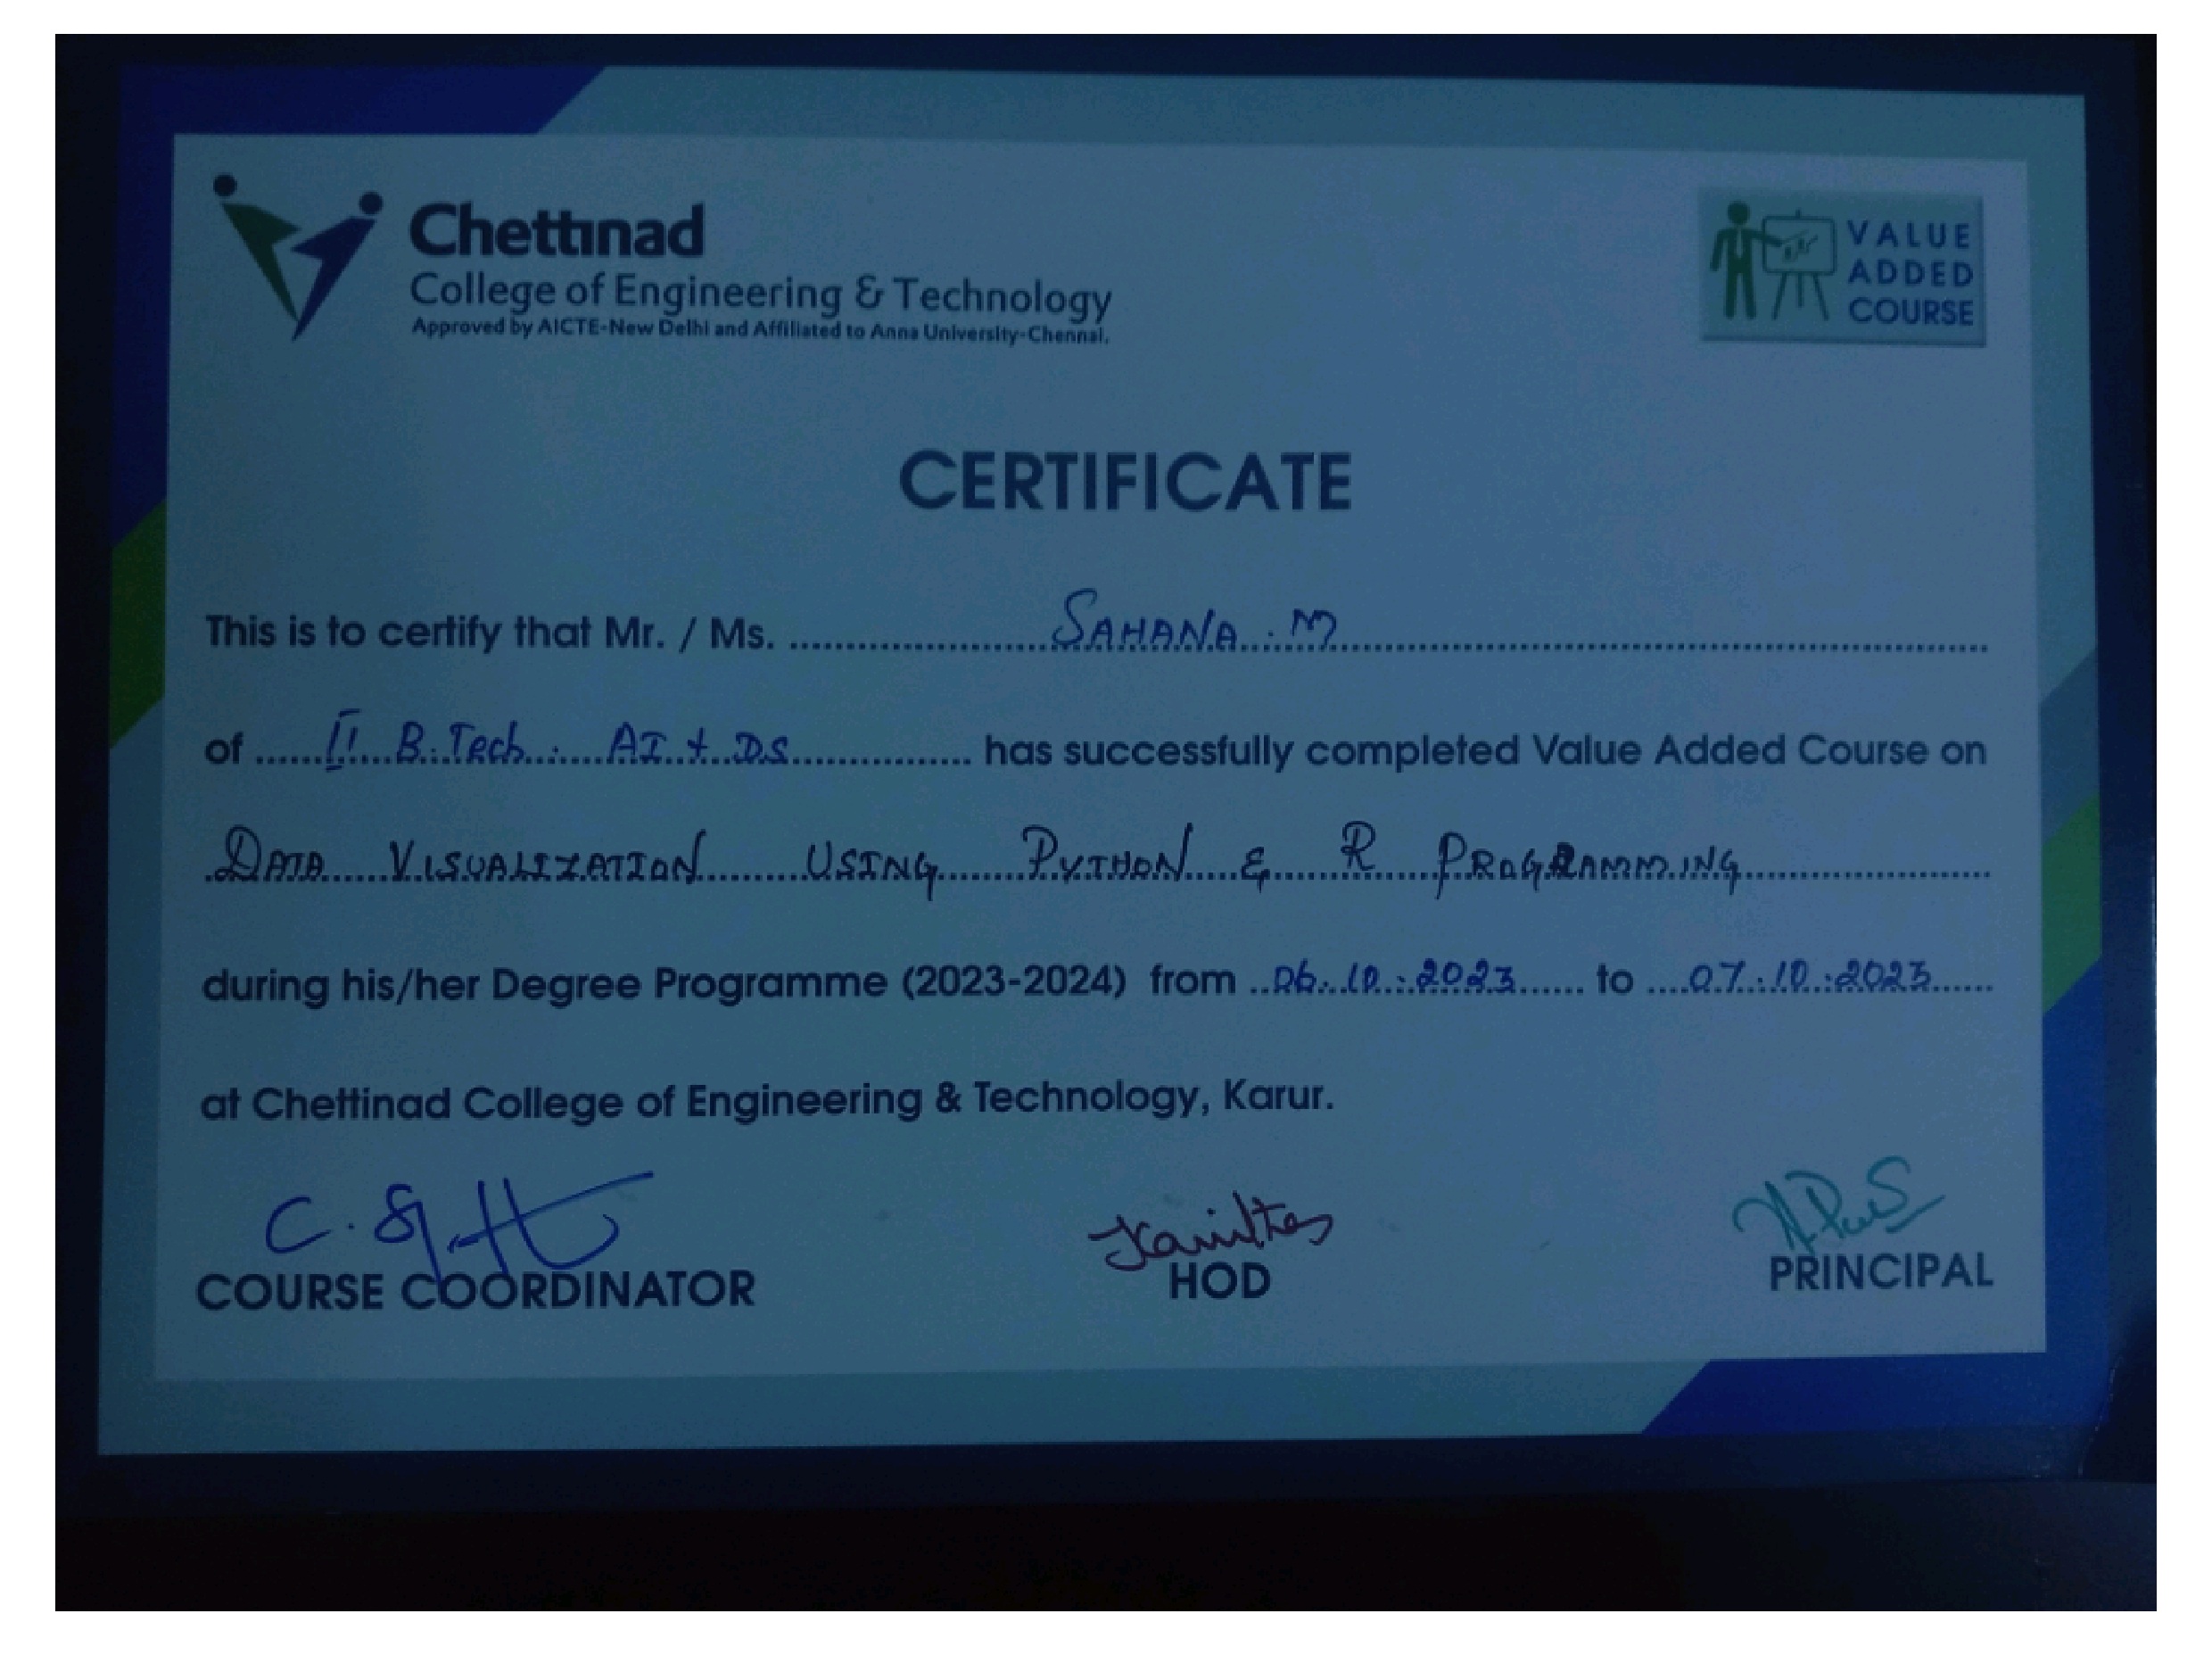 Chettinad
College of Engineering & Technology
Approved by AICTE-New Delhi and Affiliated to Anna University-Chennai.
VALUE
ADDED
COURSE
CERTIFICATE
This is to certify that Mr. / Ms. SAHANA. M
of II B.Tech. AI & DS has successfully completed Value Added Course on
DATA VISUALIZATION USING PYTHON & R PROGRAMMING
during his/her Degree Programme (2023-2024) from 06.10.2023 to 07.10.2023
at Chettinad College of Engineering & Technology, Karur.
COURSE COORDINATOR
HOD
PRINCIPAL